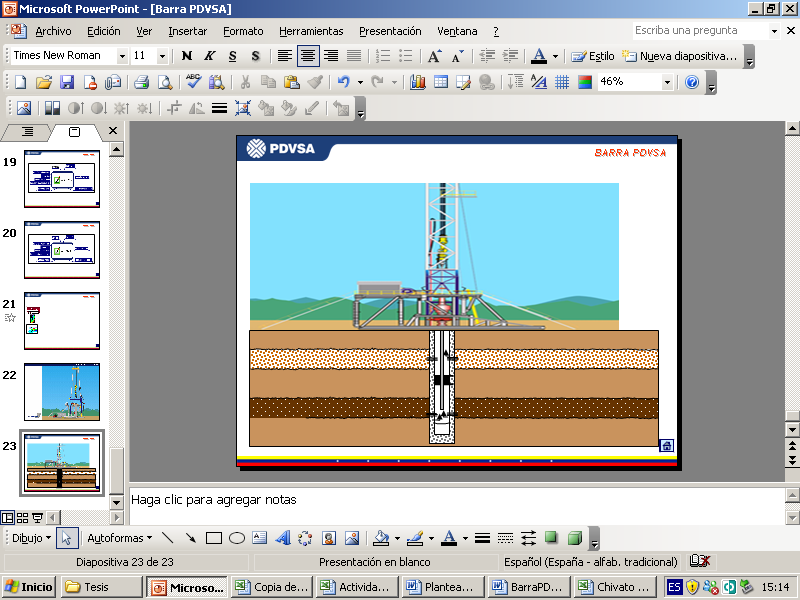 Microsoft PowerPoint - [Barra PDVSA]
Archivo Edición Ver Insertar Formato Herramientas Presentación Ventana ? Escriba una pregunta
Times New Roman 11 N K S S A A A Estilo Nueva diapositiva...
46%
19
20
21
22
23
PDVSA
BARRA PDVSA
Haga clic para agregar notas
Dibujo Autoformas
Diapositiva 23 de 23 Presentación en blanco Español (España - alfab. tradicional)
Inicio Tesis Microso... Copia de... Activida... Plantea... BarraPD... Chivato ... ES 15:14